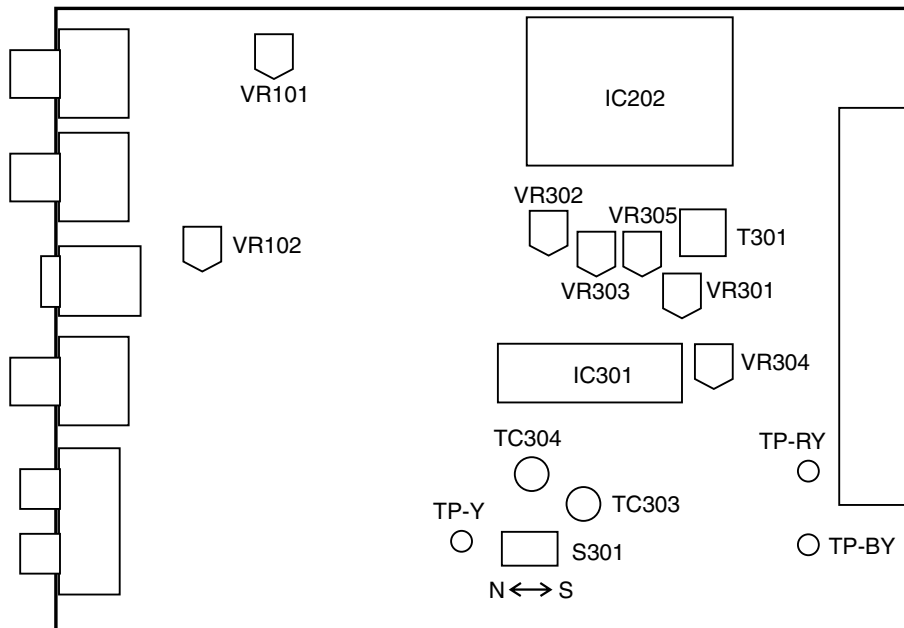 VR101
IC202
VR302
VR305
VR102
T301
VR303
VR301
IC301
VR304
TC304
TP-RY
TC303
TP-Y
S301
TP-BY
N S